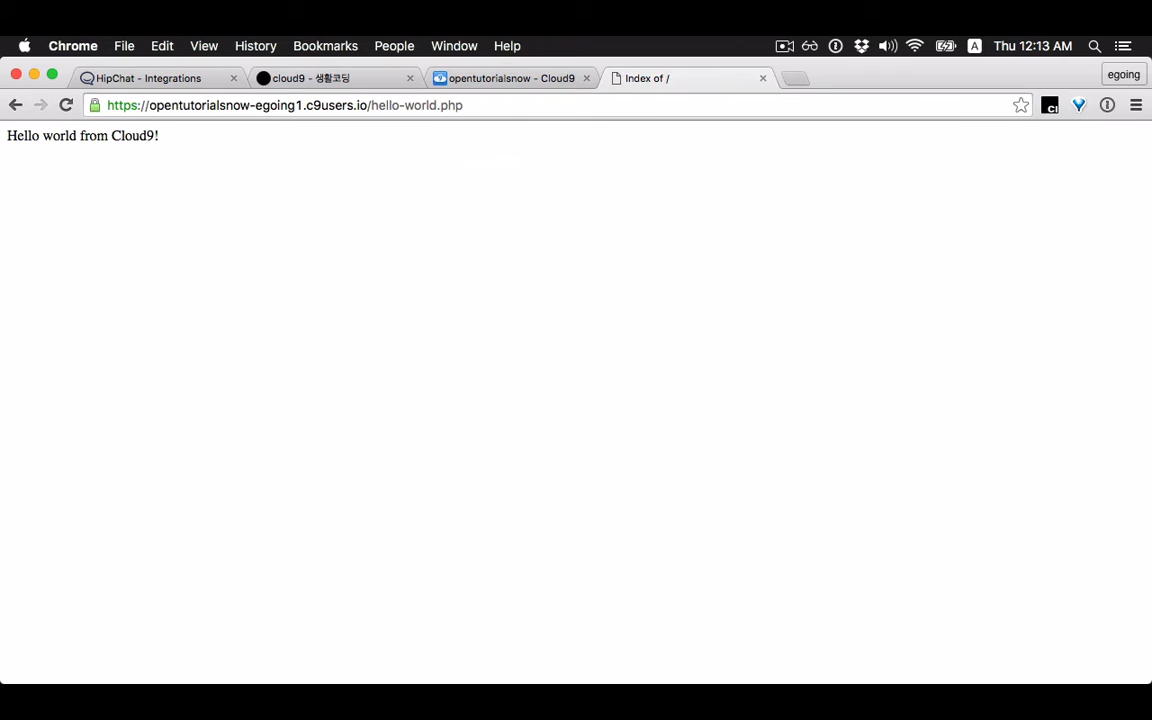 Chrome File Edit View History Bookmarks People Window Help A Thu 12:13 AM
HipChat - Integrations cloud9 - 생활코딩 opentutorialsnow - Cloud9 Index of / egoing
https://opentutorialsnow-egoing1.c9users.io/hello-world.php
Hello world from Cloud9!